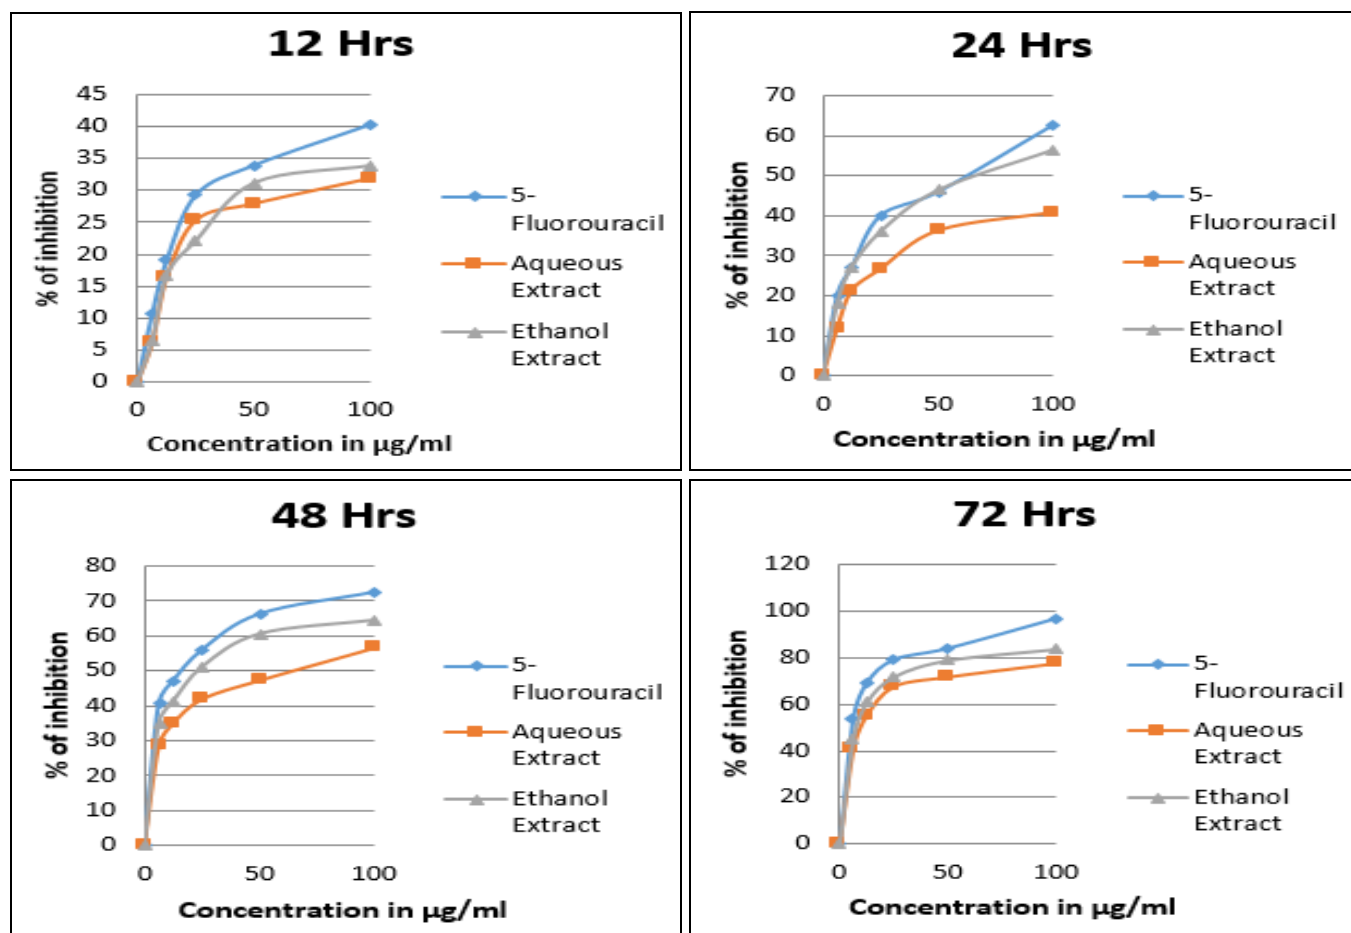 12 Hrs
45
40
35
30
25
20
15
10
5
0
% of inhibition
0 50 100
Concentration in µg/ml
5-
Fluorouracil
Aqueous
Extract
Ethanol
Extract
24 Hrs
70
60
50
40
30
20
10
0
% of inhibition
0 50 100
Concentration in µg/ml
5-
Fluorouracil
Aqueous
Extract
Ethanol
Extract
48 Hrs
80
70
60
50
40
30
20
10
0
% of inhibition
0 50 100
Concentration in µg/ml
5-
Fluorouracil
Aqueous
Extract
Ethanol
Extract
72 Hrs
120
100
80
60
40
20
0
% of inhibition
0 50 100
Concentration in µg/ml
5-
Fluorouracil
Aqueous
Extract
Ethanol
Extract